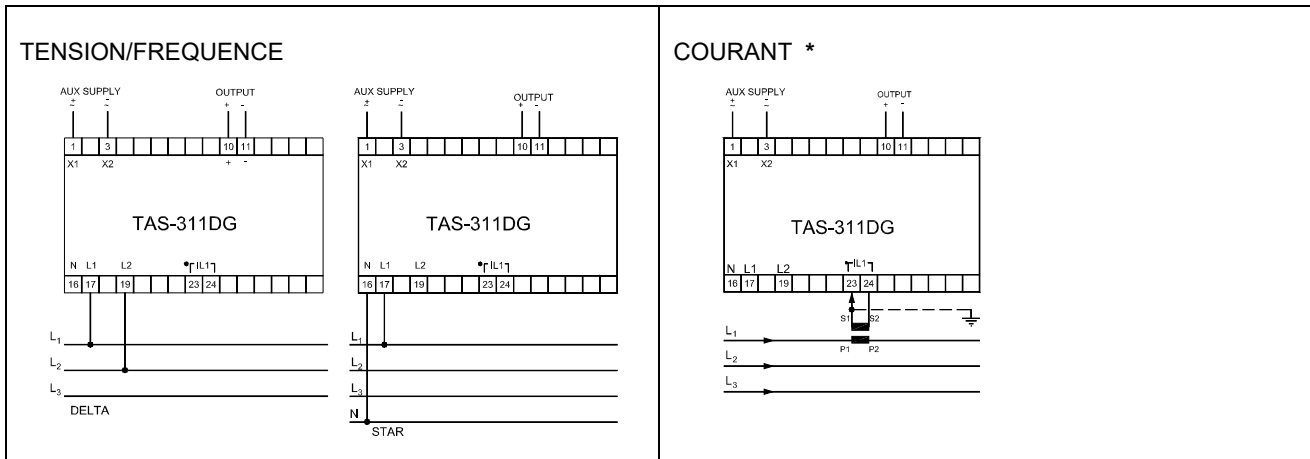 TENSION/FREQUENCE
AUX SUPPLY OUTPUT
+ - + -
~ ~
1 3 10 11
X1 X2 + -
TAS-311DG
N L1 L2 IL1
16 17 19 23 24
L1
L2
L3
DELTA
AUX SUPPLY OUTPUT
+ - + -
~ ~
1 3 10 11
X1 X2
TAS-311DG
N L1 L2 IL1
16 17 19 23 24
L1
L2
L3
N
STAR
COURANT *
AUX SUPPLY OUTPUT
+ - + -
~ ~
1 3 10 11
X1 X2
TAS-311DG
N L1 L2 IL1
16 17 19 23 24
S1 S2
L1
P1 P2
L2
L3